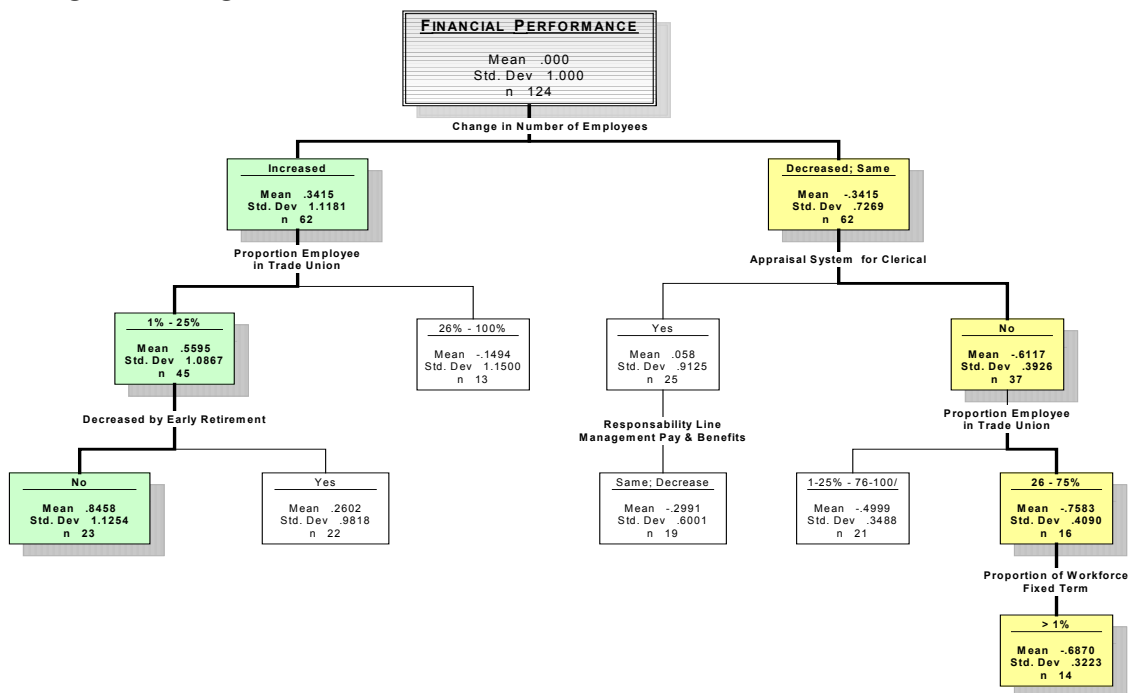 FINANCIAL PERFORMANCE
Mean .000
Std. Dev 1.000
n 124
Change in Number of Employees
Increased
Mean .3415
Std. Dev 1.1181
n 62
Decreased; Same
Mean -.3415
Std. Dev .7269
n 62
Proportion Employee
in Trade Union
Appraisal System for Clerical
1% - 25%
Mean .5595
Std. Dev 1.0867
n 45
26% - 100%
Mean -.1494
Std. Dev 1.1500
n 13
Yes
Mean .058
Std. Dev .9125
n 25
No
Mean -.6117
Std. Dev .3926
n 37
Decreased by Early Retirement
Responsability Line
Management Pay & Benefits
Proportion Employee
in Trade Union
No
Mean .8458
Std. Dev 1.1254
n 23
Yes
Mean .2602
Std. Dev .9818
n 22
Same; Decrease
Mean -.2991
Std. Dev .6001
n 19
1-25% - 76-100/
Mean -.4999
Std. Dev .3488
n 21
26 - 75%
Mean -.7583
Std. Dev .4090
n 16
Proportion of Workforce
Fixed Term
> 1%
Mean -.6870
Std. Dev .3223
n 14